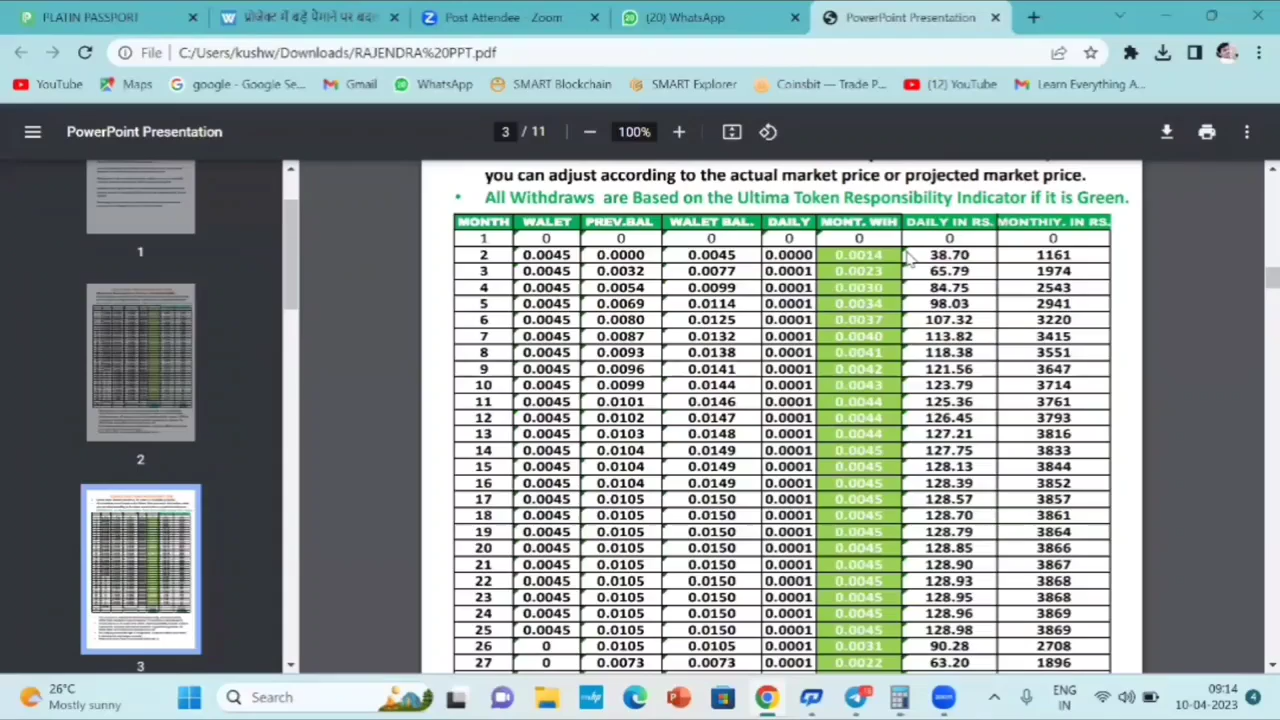 PLATIN PASSPORT
प्रोजेक्ट में बड़े पैमाने पर बदल
Post Attendee - Zoom
(20) WhatsApp
PowerPoint Presentation
File
C:/Users/kushw/Downloads/RAJENDRA%20PPT.pdf
YouTube
Maps
google - Google Se...
Gmail
WhatsApp
SMART Blockchain
SMART Explorer
Coinsbit — Trade P...
(12) YouTube
Learn Everything A...
PowerPoint Presentation
3 / 11
100%
1
2
3
you can adjust according to the actual market price or projected market price.
• All Withdraws are Based on the Ultima Token Responsibility Indicator if it is Green.
MONTH WALET PREV.BAL WALET BAL. DAILY MONT. WIH DAILY IN RS. MONTHIY. IN RS.
1 0 0 0 0 0 0 0
2 0.0045 0.0000 0.0045 0.0000 0.0014 38.70 1161
3 0.0045 0.0032 0.0077 0.0001 0.0023 65.79 1974
4 0.0045 0.0054 0.0099 0.0001 0.0030 84.75 2543
5 0.0045 0.0069 0.0114 0.0001 0.0034 98.03 2941
6 0.0045 0.0080 0.0125 0.0001 0.0037 107.32 3220
7 0.0045 0.0087 0.0132 0.0001 0.0040 113.82 3415
8 0.0045 0.0093 0.0138 0.0001 0.0041 118.38 3551
9 0.0045 0.0096 0.0141 0.0001 0.0042 121.56 3647
10 0.0045 0.0099 0.0144 0.0001 0.0043 123.79 3714
11 0.0045 0.0101 0.0146 0.0001 0.0044 125.36 3761
12 0.0045 0.0102 0.0147 0.0001 0.0044 126.45 3793
13 0.0045 0.0103 0.0148 0.0001 0.0044 127.21 3816
14 0.0045 0.0104 0.0149 0.0001 0.0045 127.75 3833
15 0.0045 0.0104 0.0149 0.0001 0.0045 128.13 3844
16 0.0045 0.0104 0.0149 0.0001 0.0045 128.39 3852
17 0.0045 0.0105 0.0150 0.0001 0.0045 128.57 3857
18 0.0045 0.0105 0.0150 0.0001 0.0045 128.70 3861
19 0.0045 0.0105 0.0150 0.0001 0.0045 128.79 3864
20 0.0045 0.0105 0.0150 0.0001 0.0045 128.85 3866
21 0.0045 0.0105 0.0150 0.0001 0.0045 128.90 3867
22 0.0045 0.0105 0.0150 0.0001 0.0045 128.93 3868
23 0.0045 0.0105 0.0150 0.0001 0.0045 128.95 3868
24 0.0045 0.0105 0.0150 0.0001 0.0045 128.96 3869
25 0.0045 0.0105 0.0150 0.0001 0.0045 128.98 3869
26 0 0.0105 0.0105 0.0001 0.0031 90.28 2708
27 0 0.0073 0.0073 0.0001 0.0022 63.20 1896
26°C
Mostly sunny
Search
ENG
IN
09:14
10-04-2023
4